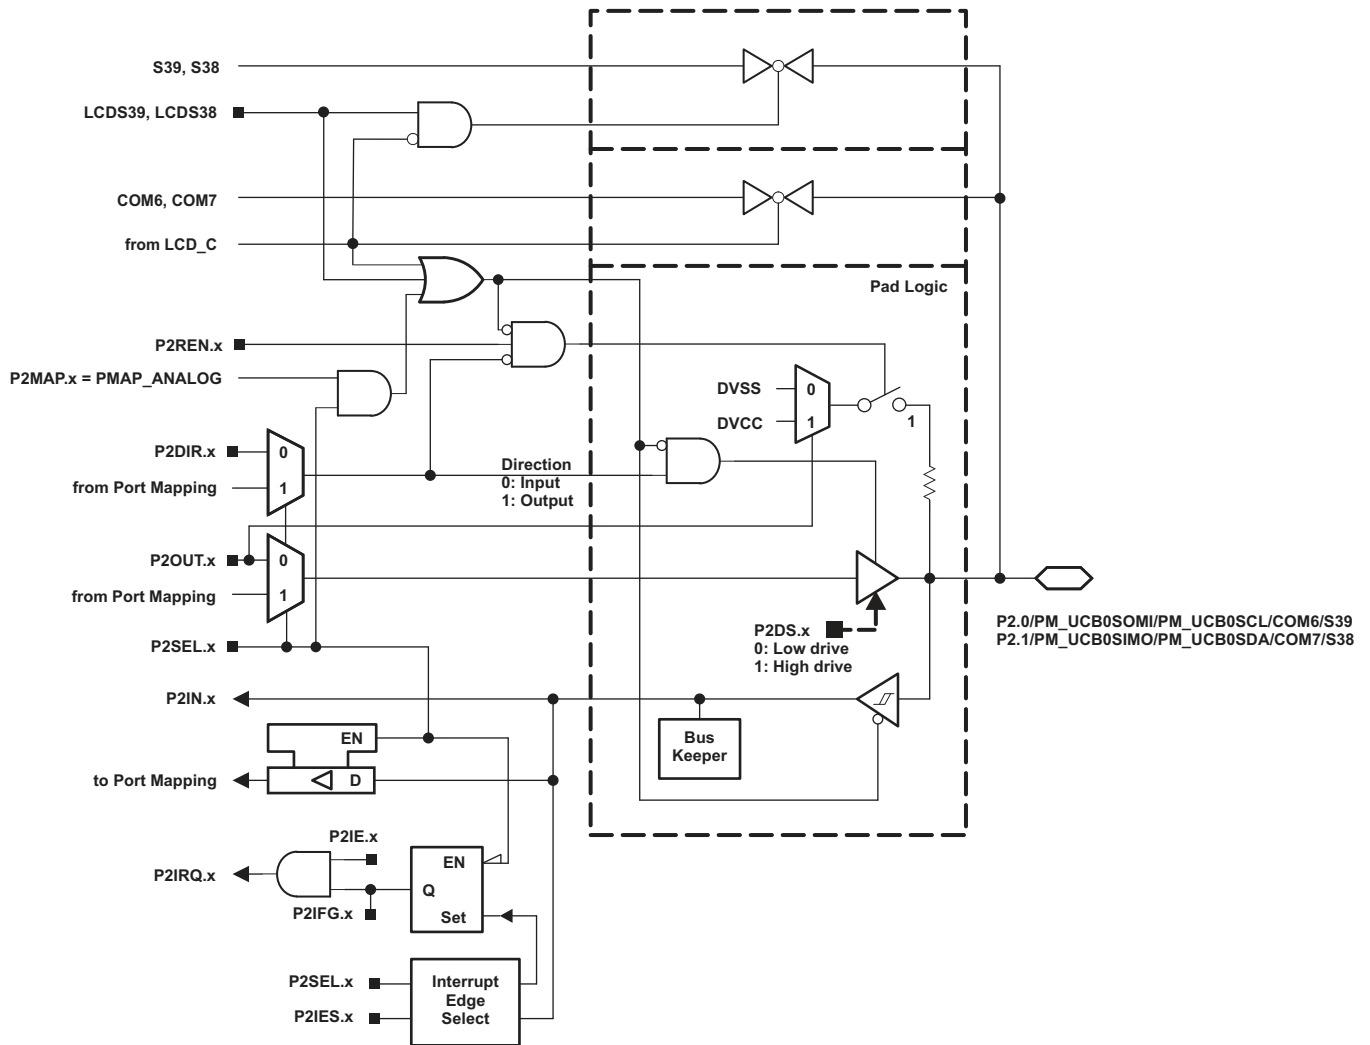 S39, S38
LCDS39, LCDS38
COM6, COM7
from LCD_C
Pad Logic
P2REN.x
P2MAP.x = PMAP_ANALOG
DVSS
0
DVCC
1
1
P2DIR.x
0
from Port Mapping
1
Direction
0: Input
1: Output
P2OUT.x
0
from Port Mapping
1
P2SEL.x
P2DS.x
0: Low drive
1: High drive
P2.0/PM_UCB0SOMI/PM_UCB0SCL/COM6/S39
P2.1/PM_UCB0SIMO/PM_UCB0SDA/COM7/S38
P2IN.x
Bus
Keeper
EN
to Port Mapping
D
P2IE.x
P2IRQ.x
EN
Q
P2IFG.x
Set
P2SEL.x
P2IES.x
Interrupt
Edge
Select